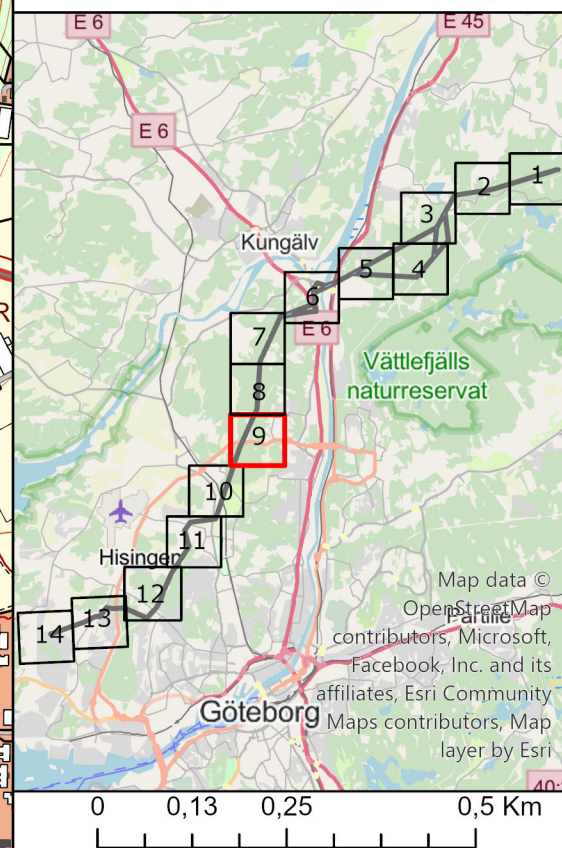 E 6
E 45
E 6
1
2
3
Kungälv
5
4
6
R
E 6
7
Vättlefjälls
naturreservat
8
9
10
11
Hisingen
Map data ©
12
OpenStreetMap
Partille
13
contributors, Microsoft,
14
Facebook, Inc. and its
affiliates, Esri Community
Göteborg
Maps contributors, Map
layer by Esri
0 0,13 0,25 0,5 Km